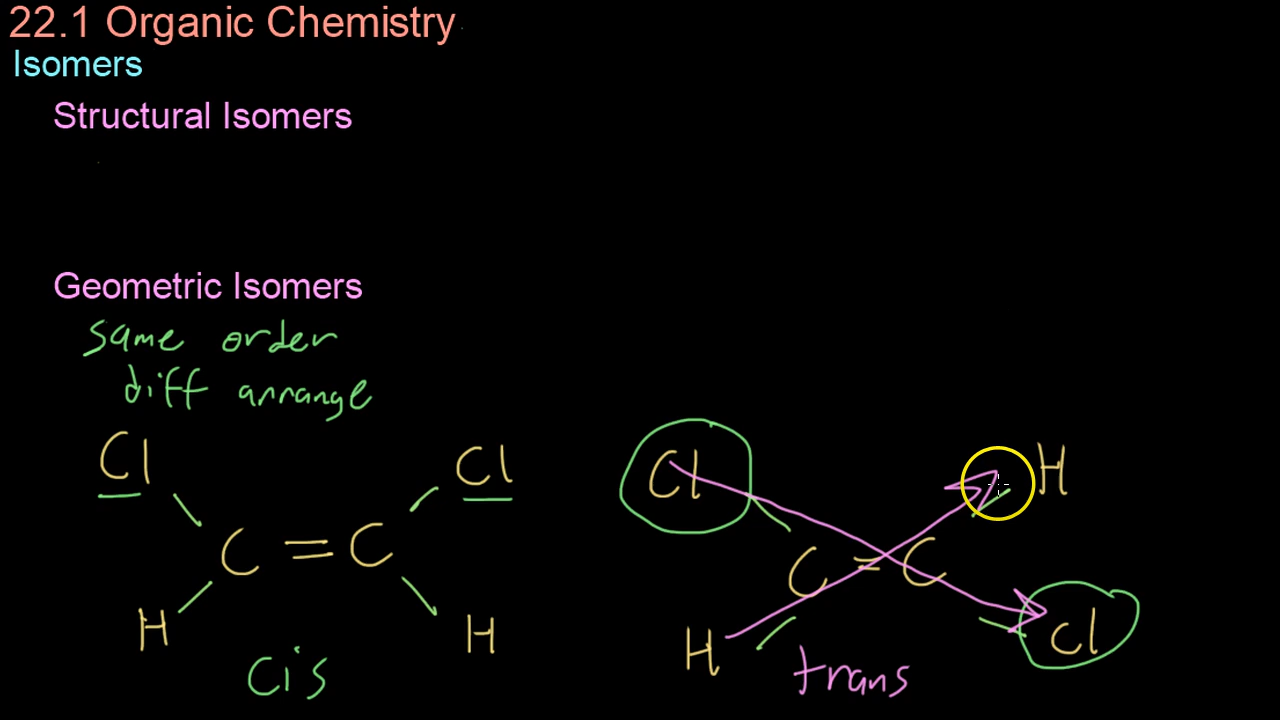 22.1 Organic Chemistry
Isomers
Structural Isomers
Geometric Isomers
same order
diff arrange
Cl Cl Cl H
C = C C = C
H H H Cl
cis trans